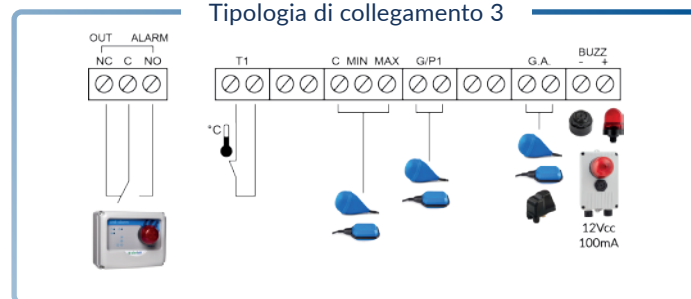 Tipologia di collegamento 3
OUT ALARM
NC C NO
T1
C MIN MAX
G/P1
G.A.
BUZZ
- +
°C
12Vcc
100mA